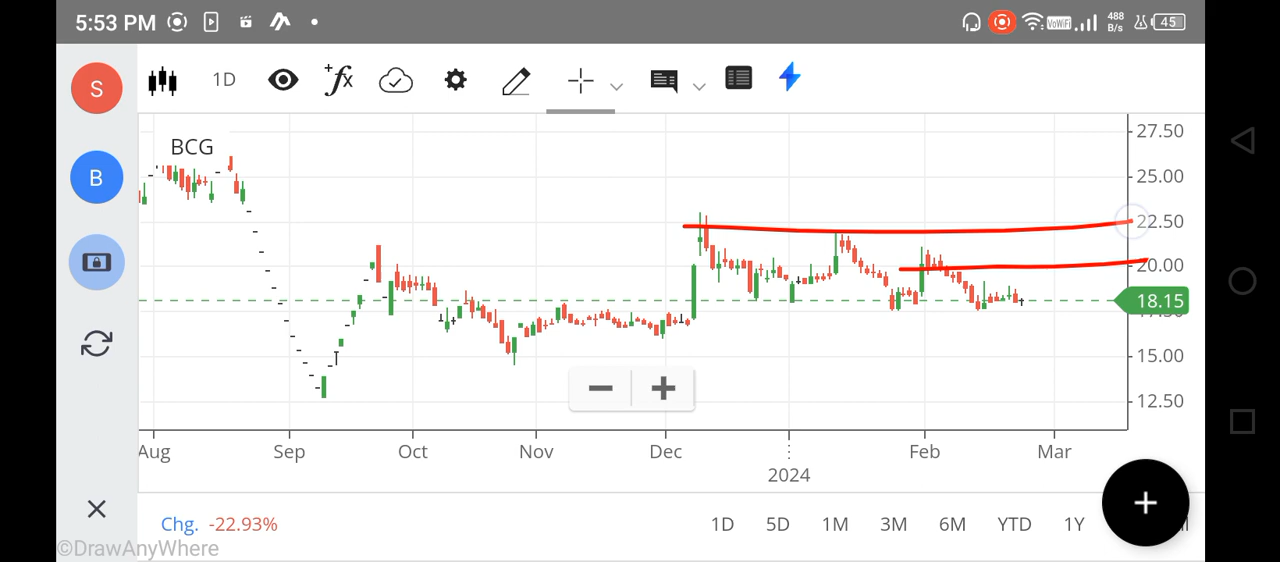 5:53 PM VoWiFi 488 B/s 45
S 1D +fx
BCG
B
27.50
25.00
22.50
20.00
18.15
15.00
12.50
Aug Sep Oct Nov Dec Feb Mar
2024
Chg. -22.93% 1D 5D 1M 3M 6M YTD 1Y
©DrawAnyWhere